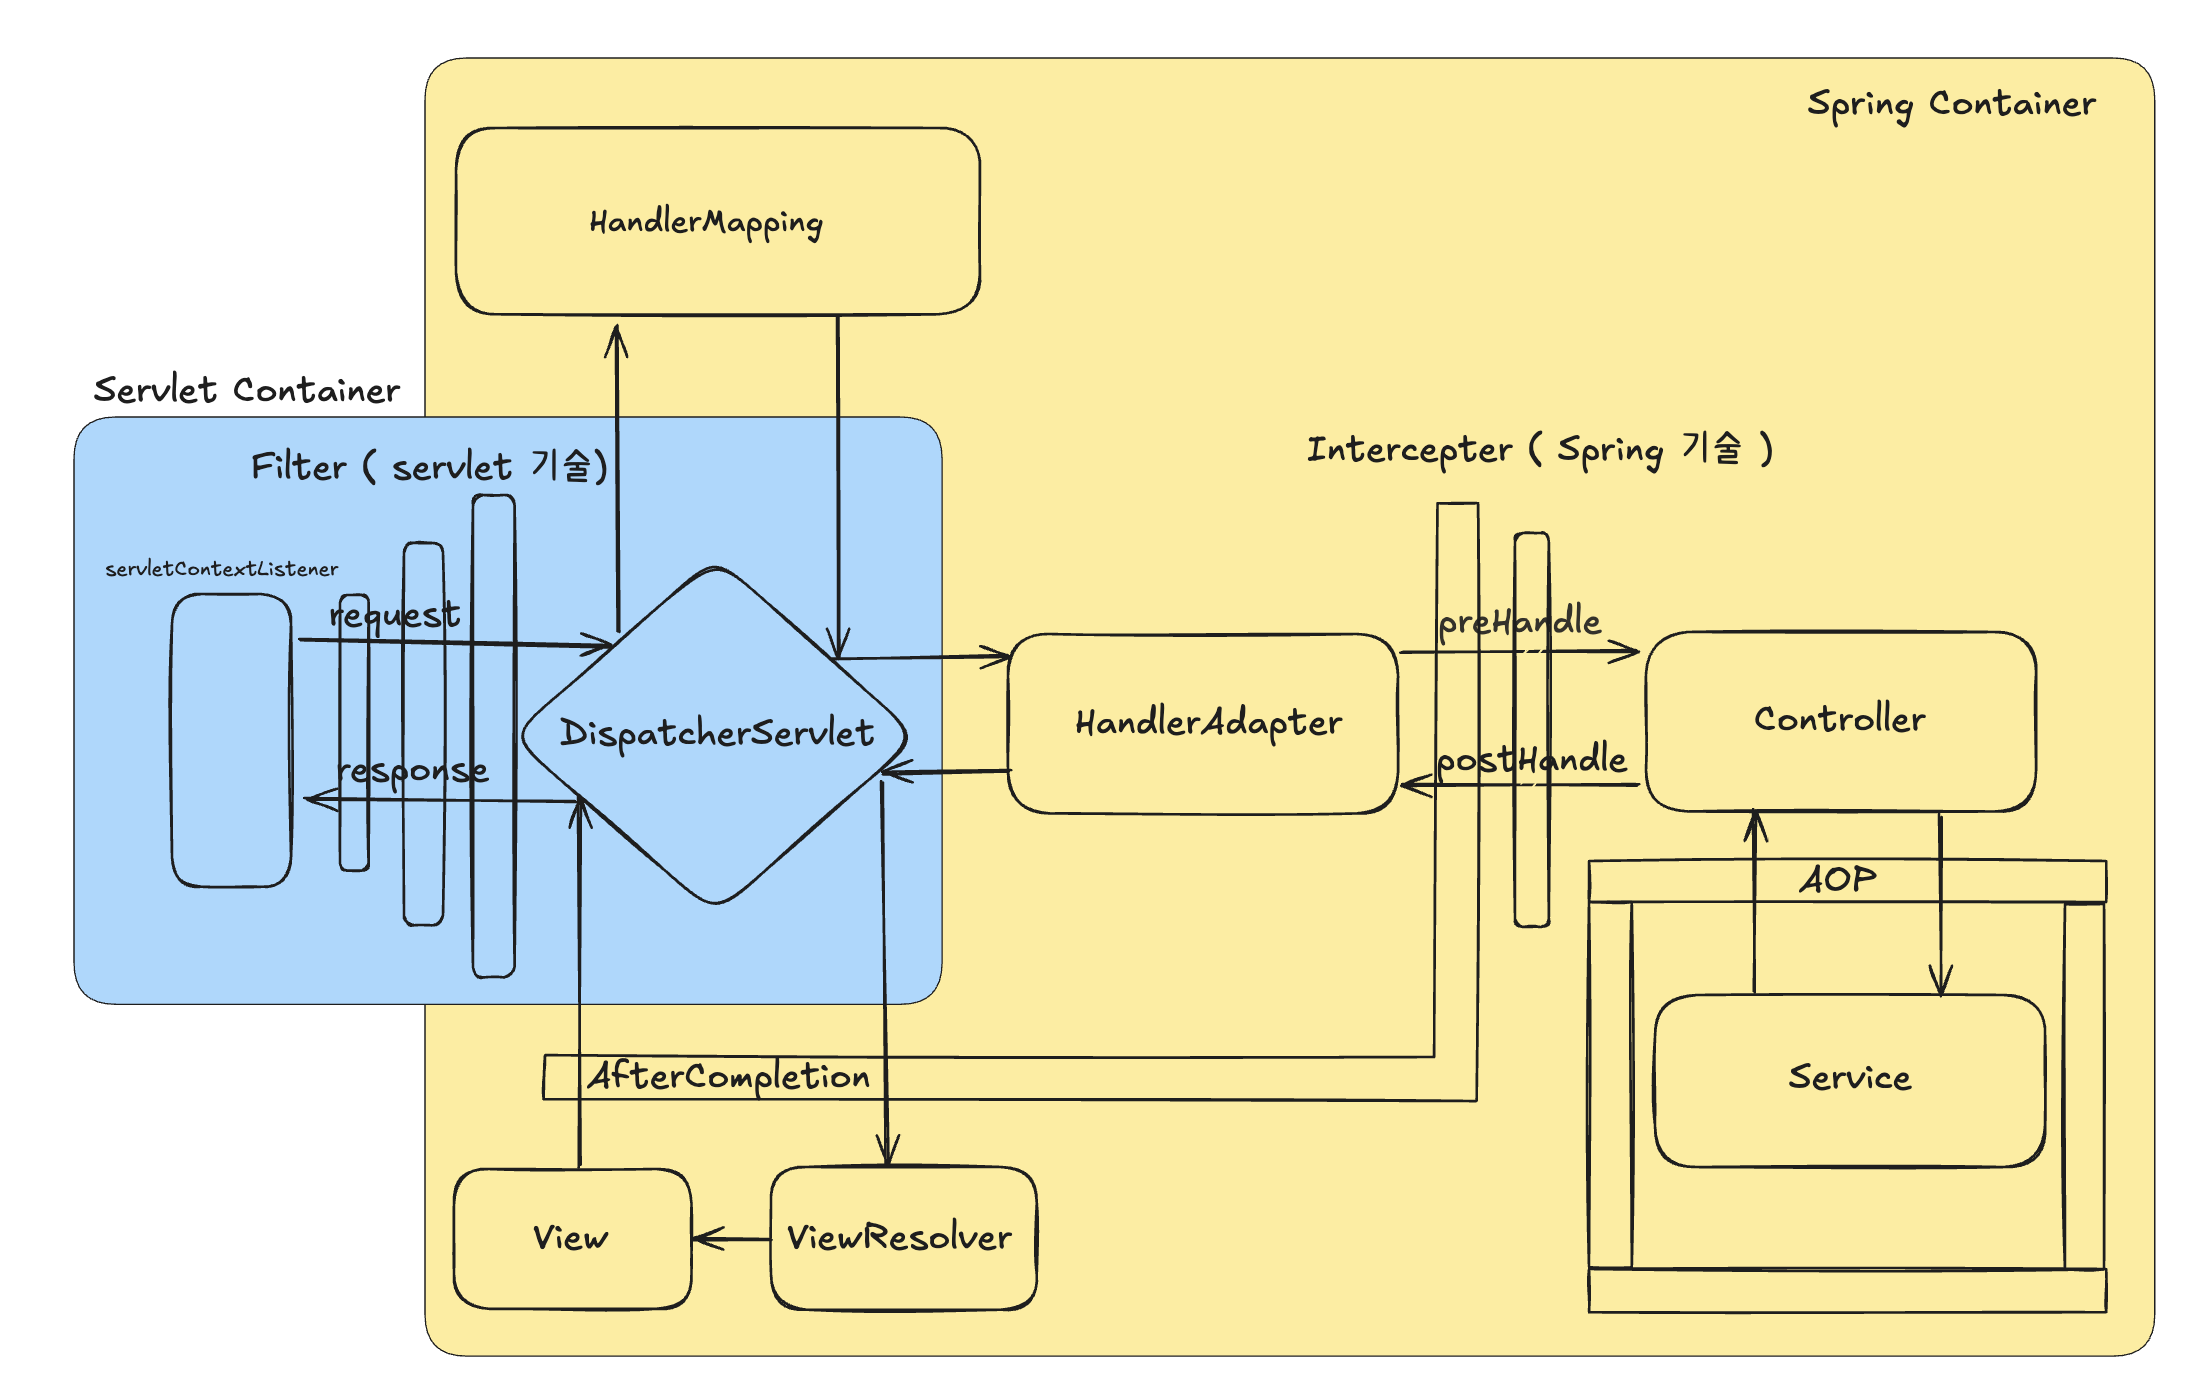 Spring Container
HandlerMapping
Servlet Container
Filter ( servlet 기술)
Intercepter ( Spring 기술 )
servletContextListener
request
preHandle
DispatcherServlet
HandlerAdapter
Controller
response
postHandle
AOP
AfterCompletion
Service
View
ViewResolver